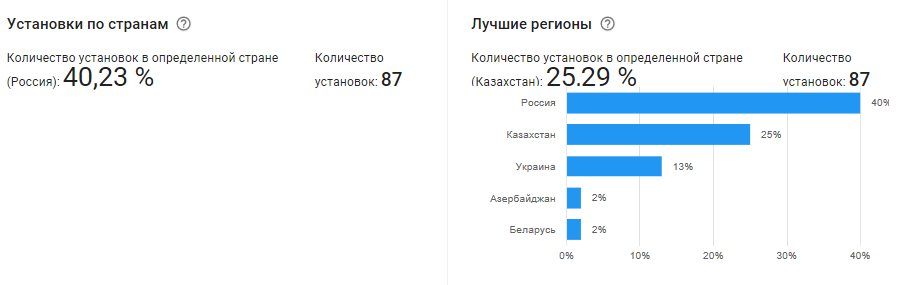 Установки по странам
Количество установок в определенной стране
(Россия): 40,23 %
Количество
установок: 87
Лучшие регионы
Количество установок в определенной стране
(Казахстан): 25.29 %
Количество
установок: 87
Россия 40%
Казахстан 25%
Украина 13%
Азербайджан 2%
Беларусь 2%
0% 10% 20% 30% 40%